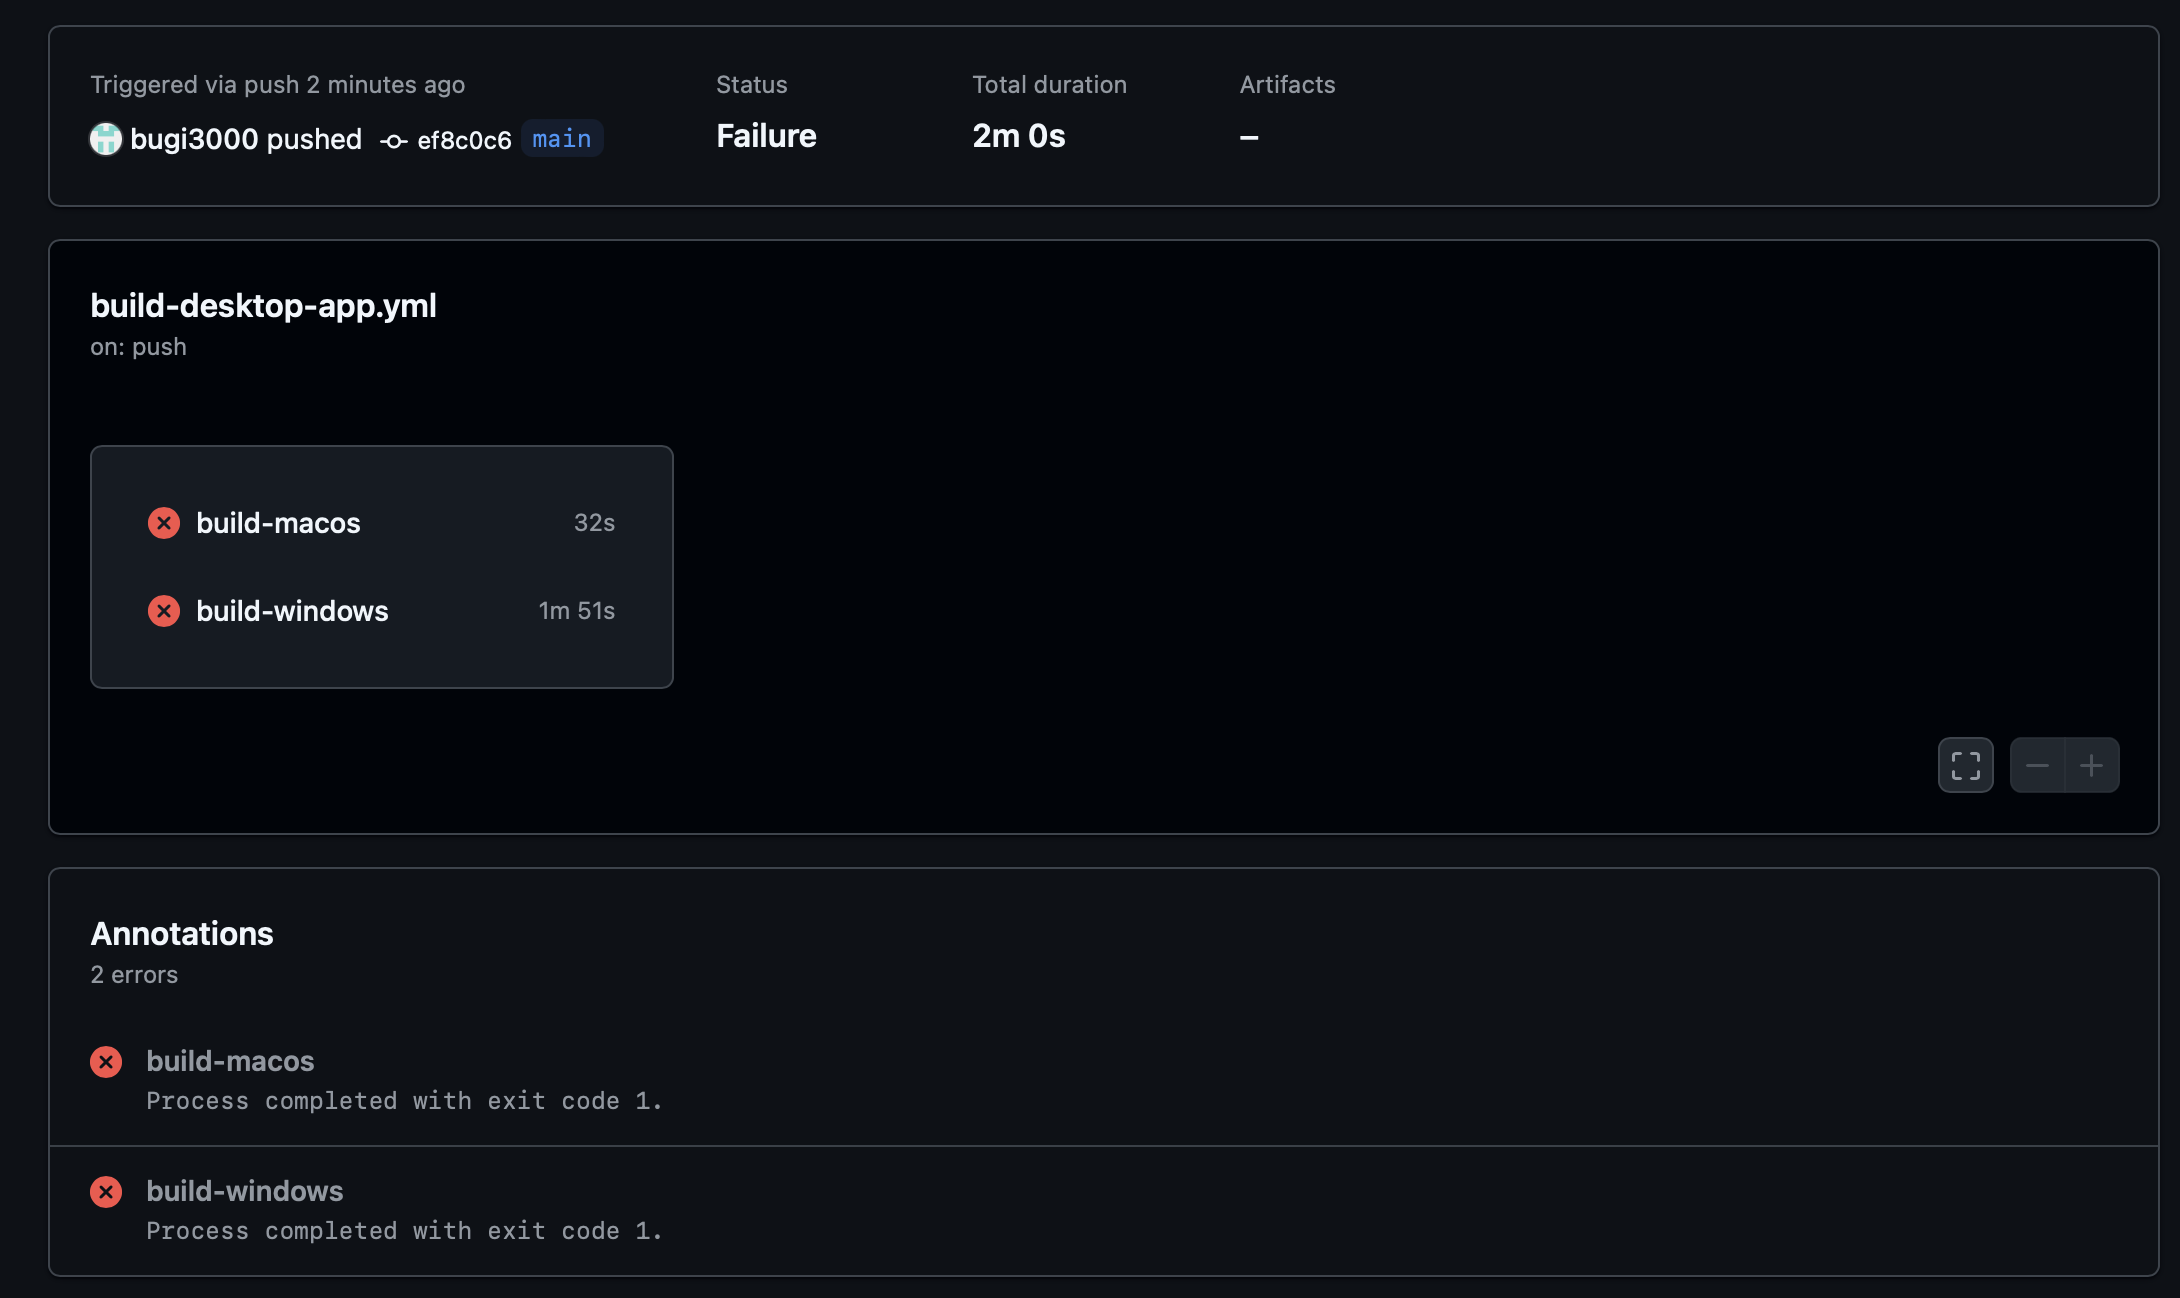 Triggered via push 2 minutes ago
bugi3000 pushed ef8c0c6 main
Status
Failure
Total duration
2m 0s
Artifacts
–
build-desktop-app.yml
on: push
build-macos 32s
build-windows 1m 51s
Annotations
2 errors
build-macos
Process completed with exit code 1.
build-windows
Process completed with exit code 1.